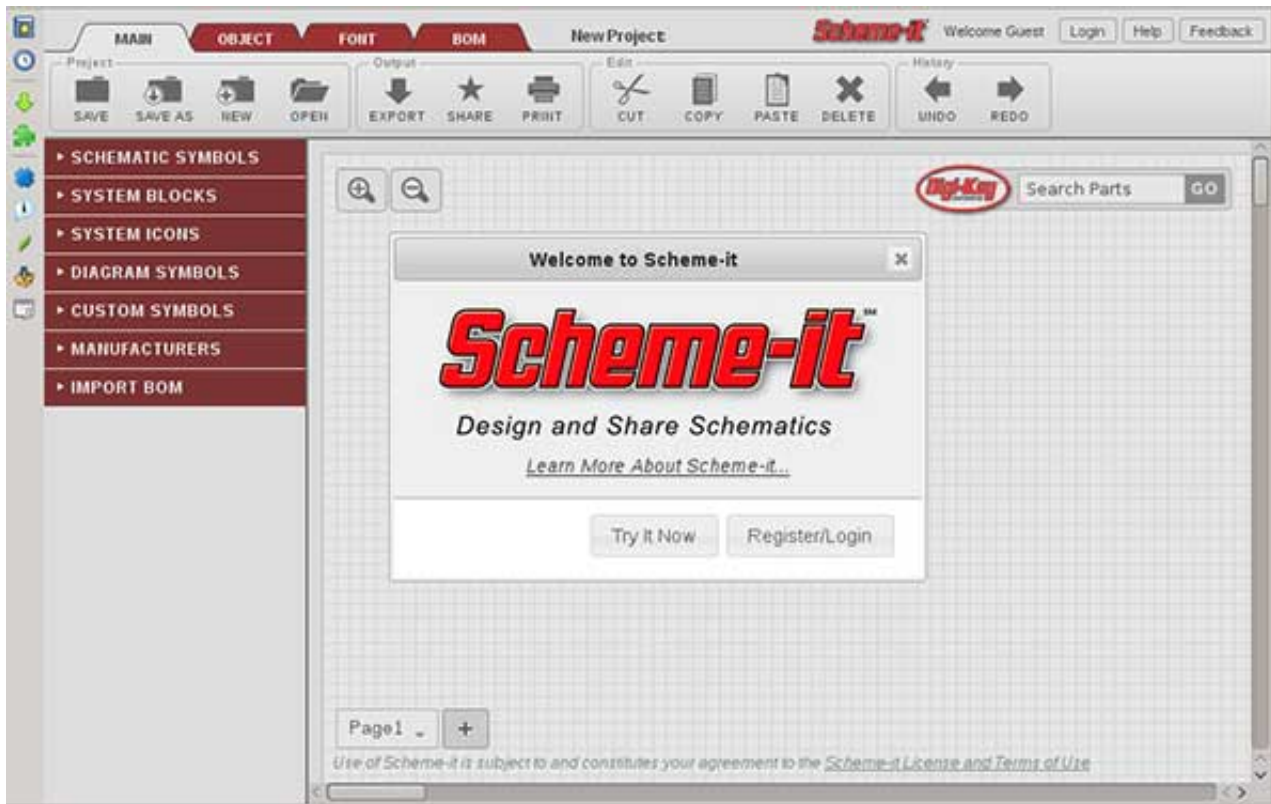 MAIN OBJECT FONT BOM New Project Scheme-it Welcome Guest Login Help Feedback
Project Output Edit History
SAVE SAVE AS NEW OPEN EXPORT SHARE PRINT CUT COPY PASTE DELETE UNDO REDO
SCHEMATIC SYMBOLS
SYSTEM BLOCKS
SYSTEM ICONS
DIAGRAM SYMBOLS
CUSTOM SYMBOLS
MANUFACTURERS
IMPORT BOM
Digi-Key Search Parts GO
Welcome to Scheme-it
Scheme-it℠
Design and Share Schematics
Learn More About Scheme-it...
Try It Now Register/Login
Page1 +
Use of Scheme-it is subject to and constitutes your agreement to the Scheme-it License and Terms of Use